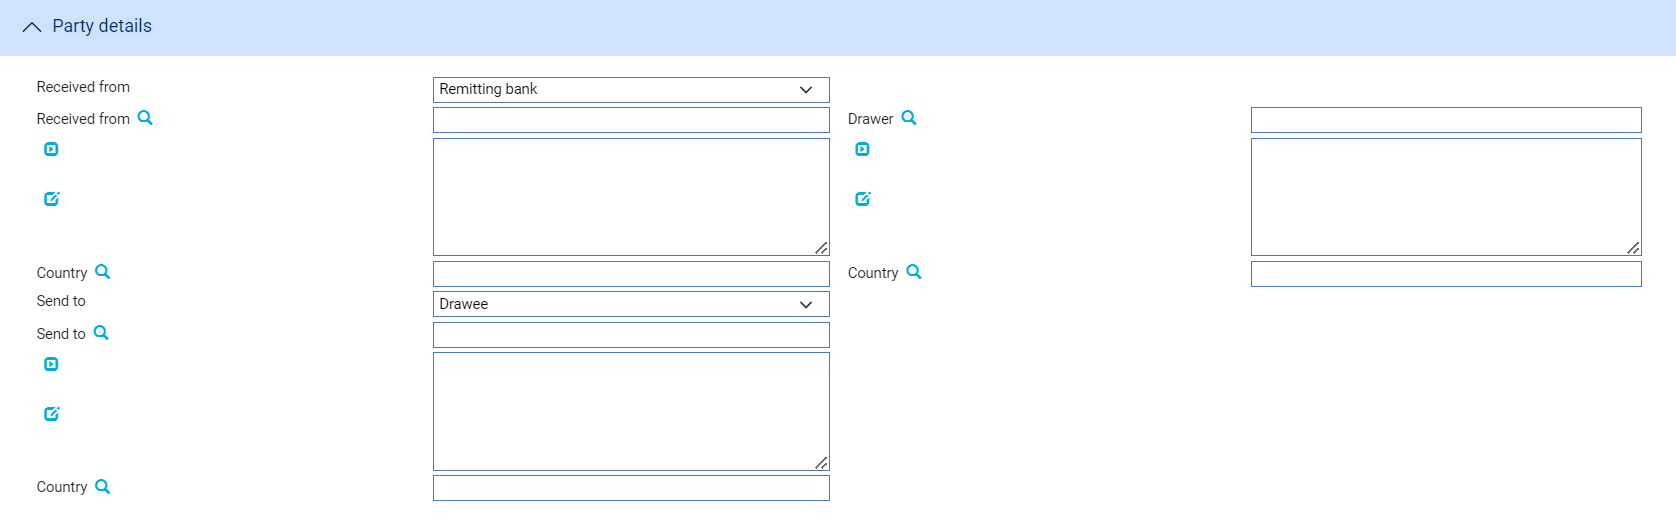 Party details
Received from Remitting bank
Received from Drawer
Country Country
Send to Drawee
Send to
Country